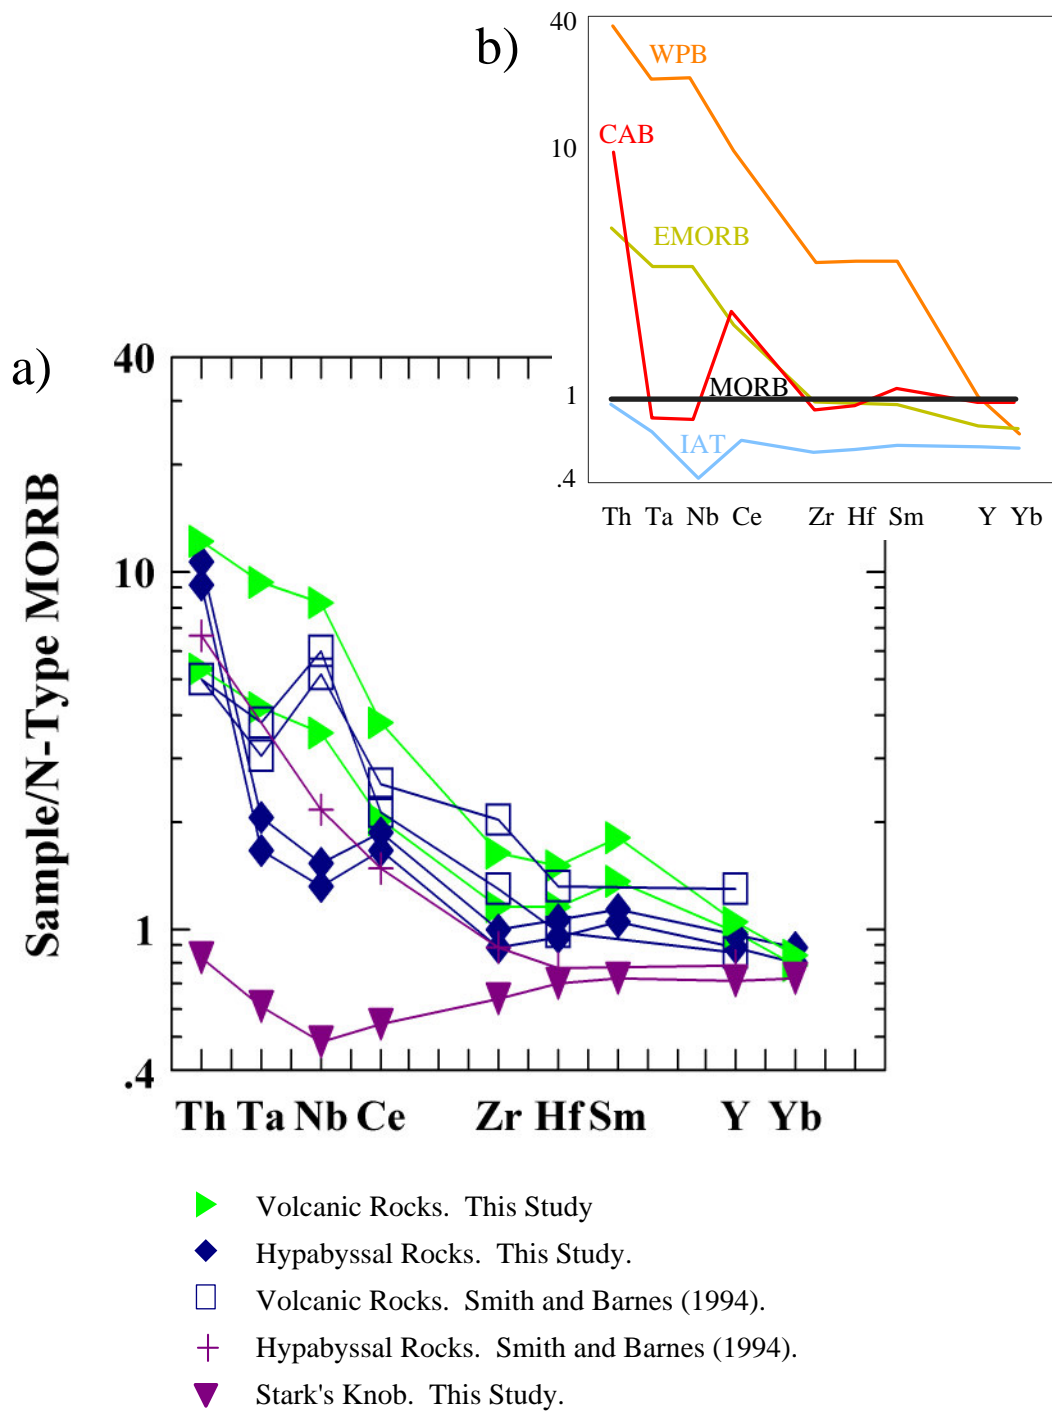 b)
40
WPB
CAB
10
EMORB
1
MORB
IAT
.4
Th Ta Nb Ce Zr Hf Sm Y Yb
a)
40
10
1
.4
Sample/N-Type MORB
Th Ta Nb Ce Zr Hf Sm Y Yb
Volcanic Rocks. This Study
Hypabyssal Rocks. This Study.
Volcanic Rocks. Smith and Barnes (1994).
Hypabyssal Rocks. Smith and Barnes (1994).
Stark's Knob. This Study.